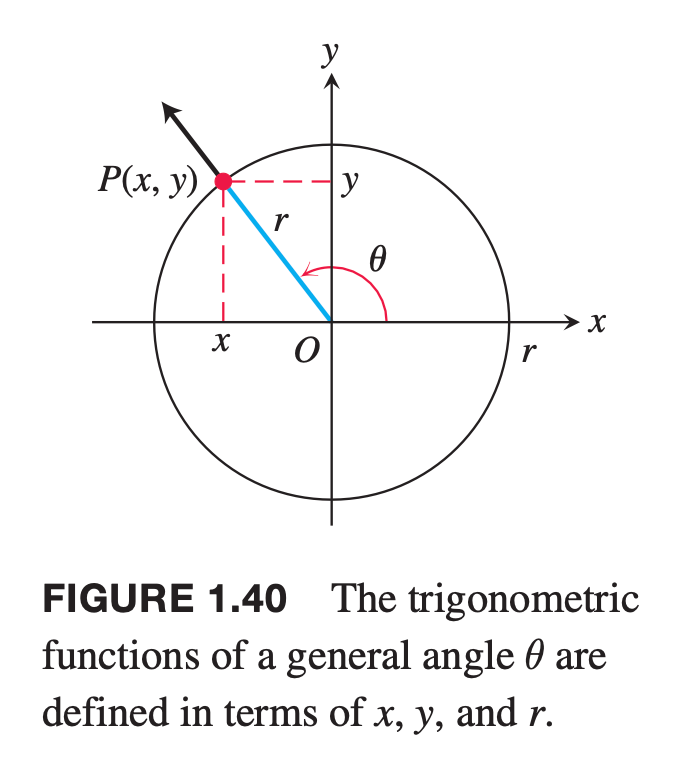 y
P(x, y)
y
r
θ
x
x
O
r
FIGURE 1.40 The trigonometric
functions of a general angle θ are
defined in terms of x, y, and r.